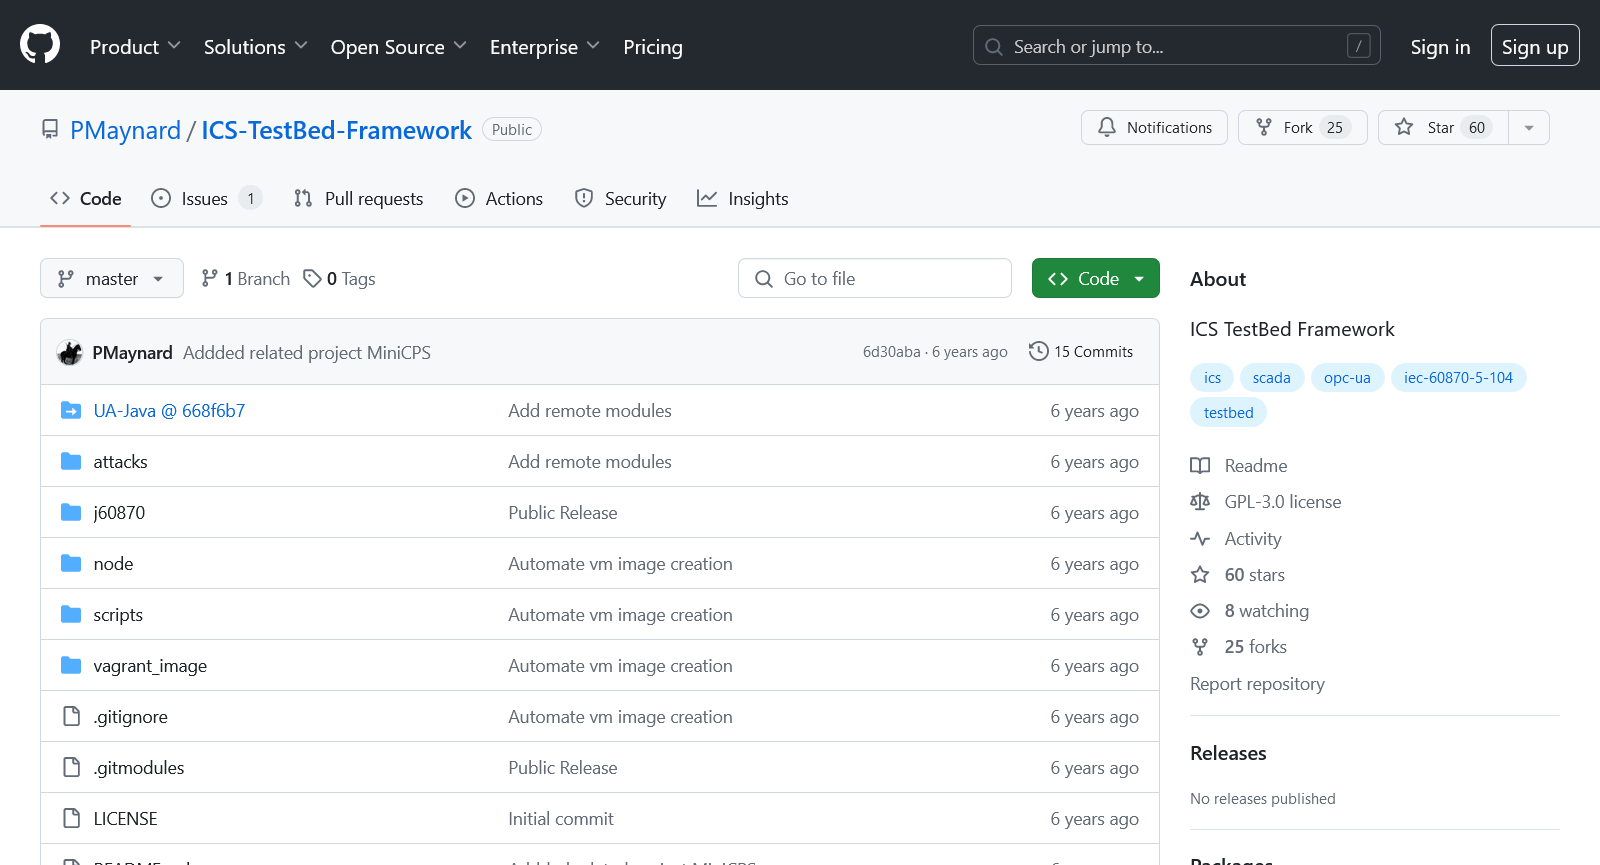 Product Solutions Open Source Enterprise Pricing Search or jump to... / Sign in Sign up
PMaynard / ICS-TestBed-Framework Public Notifications Fork 25 Star 60
Code Issues 1 Pull requests Actions Security Insights
master 1 Branch 0 Tags Go to file Code
PMaynard Addded related project MiniCPS 6d30aba · 6 years ago 15 Commits
UA-Java @ 668f6b7 Add remote modules 6 years ago
attacks Add remote modules 6 years ago
j60870 Public Release 6 years ago
node Automate vm image creation 6 years ago
scripts Automate vm image creation 6 years ago
vagrant_image Automate vm image creation 6 years ago
.gitignore Automate vm image creation 6 years ago
.gitmodules Public Release 6 years ago
LICENSE Initial commit 6 years ago
About
ICS TestBed Framework
ics scada opc-ua iec-60870-5-104
testbed
Readme
GPL-3.0 license
Activity
60 stars
8 watching
25 forks
Report repository
Releases
No releases published
Packages